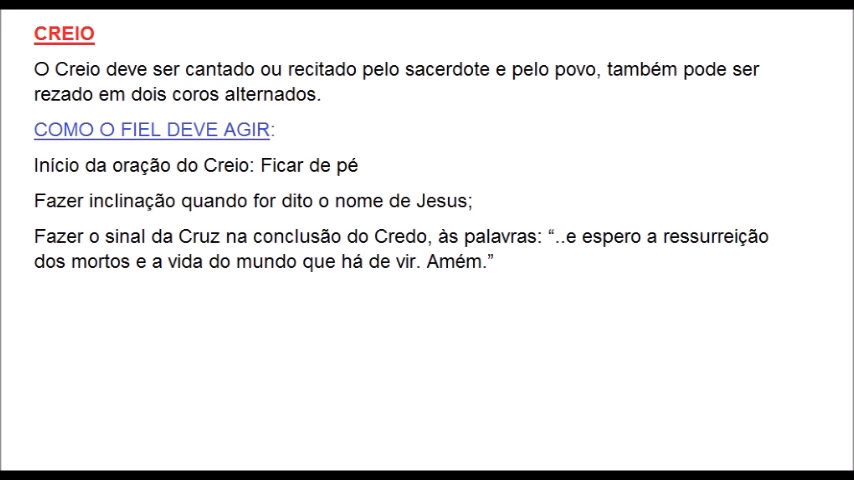 CREIO
O Creio deve ser cantado ou recitado pelo sacerdote e pelo povo, também pode ser
rezado em dois coros alternados.
COMO O FIEL DEVE AGIR:
Início da oração do Creio: Ficar de pé
Fazer inclinação quando for dito o nome de Jesus;
Fazer o sinal da Cruz na conclusão do Credo, às palavras: “..e espero a ressurreição
dos mortos e a vida do mundo que há de vir. Amém.”